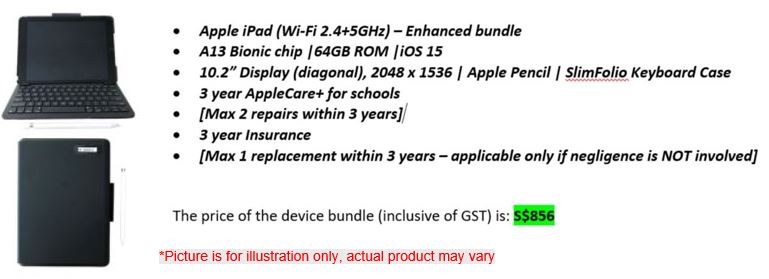 Apple iPad (Wi-Fi 2.4+5GHz) – Enhanced bundle
A13 Bionic chip |64GB ROM |iOS 15
10.2” Display (diagonal), 2048 x 1536 | Apple Pencil | SlimFolio Keyboard Case
3 year AppleCare+ for schools
[Max 2 repairs within 3 years]
3 year Insurance
[Max 1 replacement within 3 years – applicable only if negligence is NOT involved]
The price of the device bundle (inclusive of GST) is: S$856
*Picture is for illustration only, actual product may vary